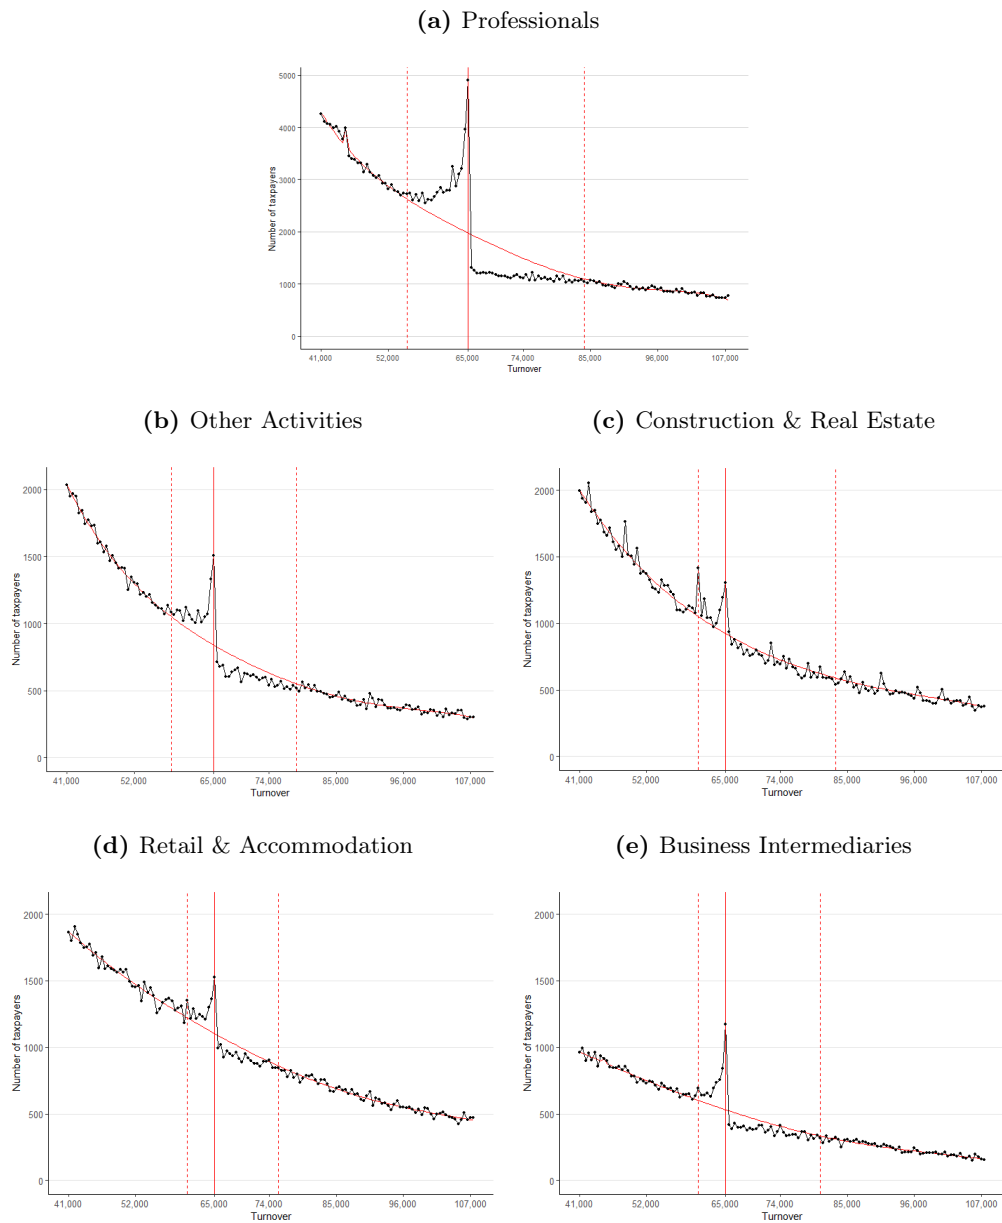 (a) Professionals
Number of taxpayers
5000
4000
3000
2000
1000
0
41,000 52,000 65,000 74,000 85,000 96,000 107,000
Turnover
(b) Other Activities
Number of taxpayers
2000
1500
1000
500
0
41,000 52,000 65,000 74,000 85,000 96,000 107,000
Turnover
(c) Construction & Real Estate
Number of taxpayers
2000
1500
1000
500
0
41,000 52,000 65,000 74,000 85,000 96,000 107,000
Turnover
(d) Retail & Accommodation
Number of taxpayers
2000
1500
1000
500
0
41,000 52,000 65,000 74,000 85,000 96,000 107,000
Turnover
(e) Business Intermediaries
Number of taxpayers
2000
1500
1000
500
0
41,000 52,000 65,000 74,000 85,000 96,000 107,000
Turnover